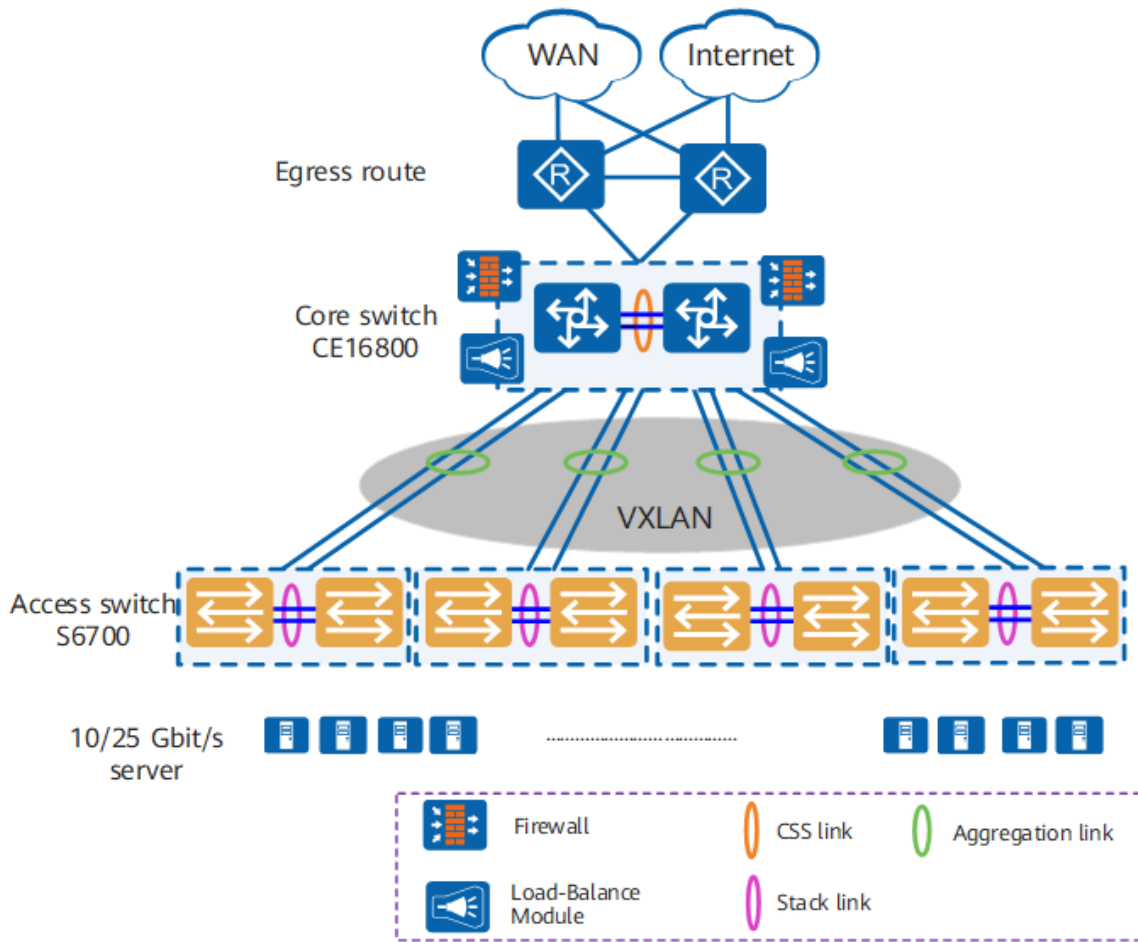 WAN
Internet
Egress route
R
R
Core switch
CE16800
VXLAN
Access switch
S6700
10/25 Gbit/s
server
Firewall
CSS link
Aggregation link
Load-Balance
Module
Stack link